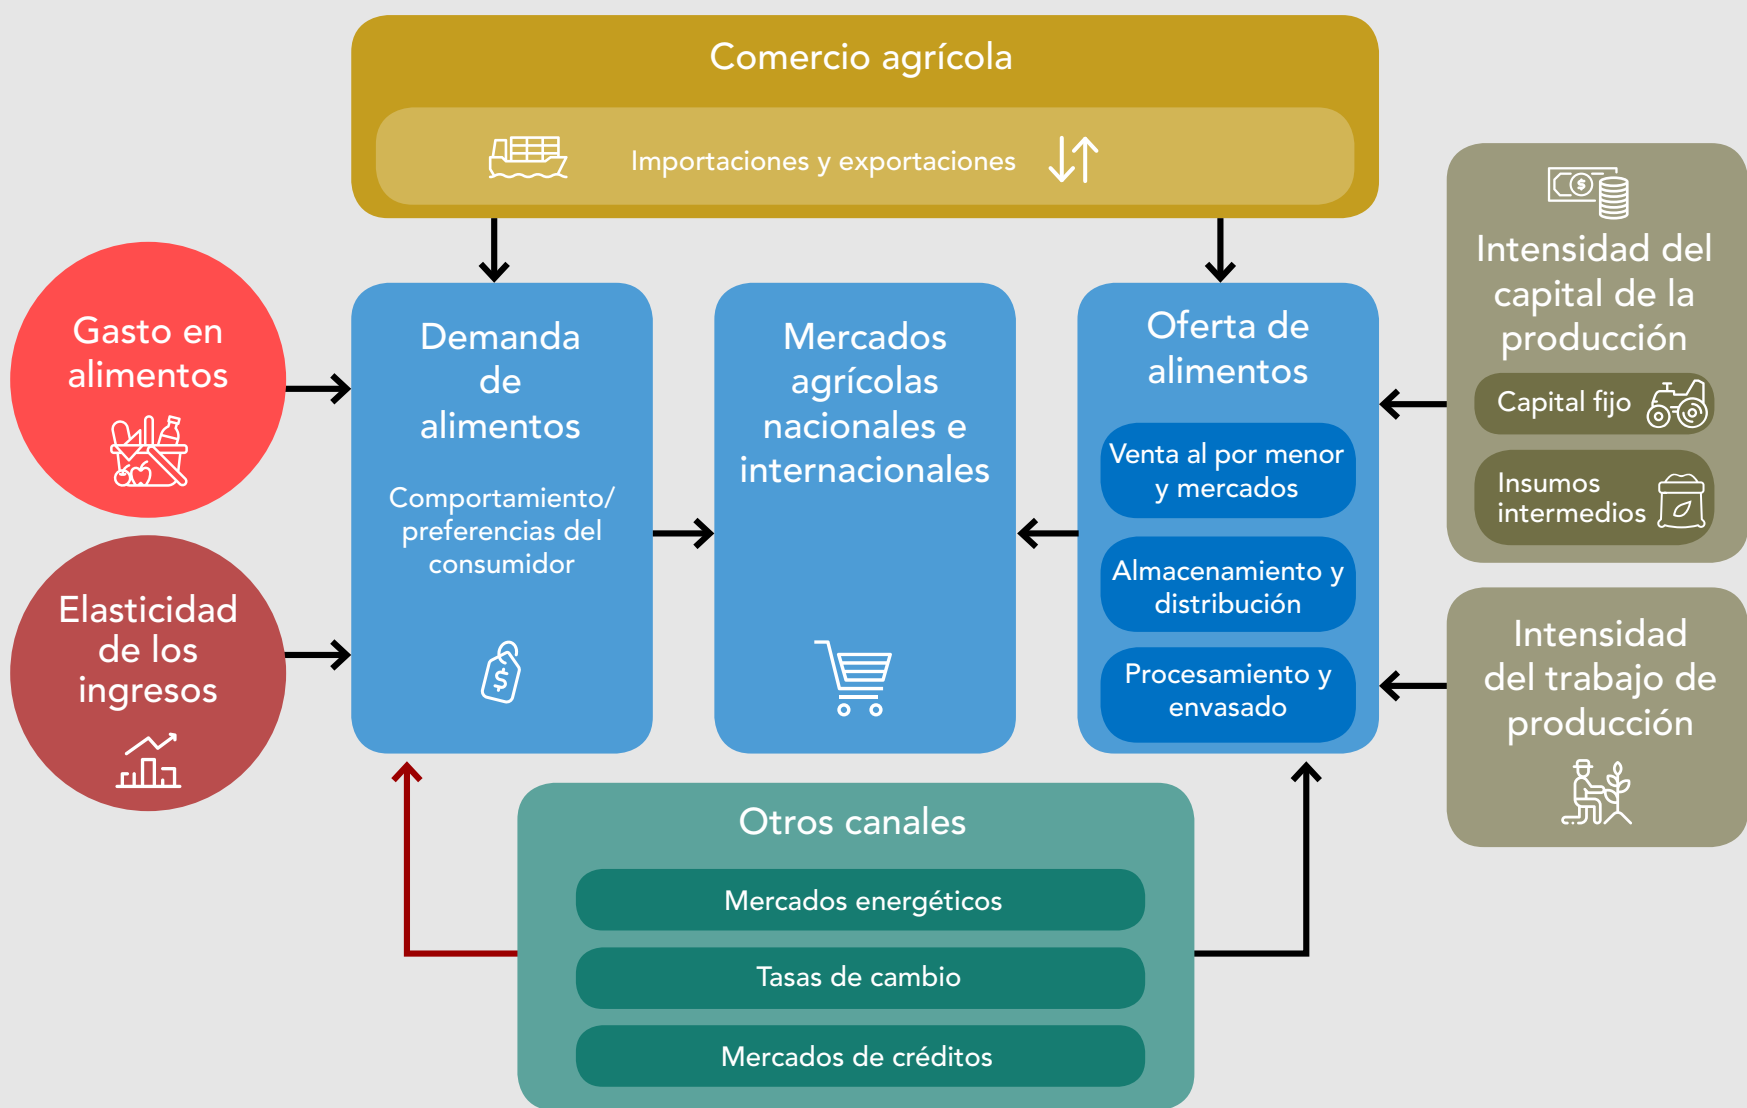 Comercio agrícola
Importaciones y exportaciones
Gasto en
alimentos
Elasticidad
de los
ingresos
Demanda
de
alimentos
Comportamiento/
preferencias del
consumidor
$
Mercados
agrícolas
nacionales e
internacionales
Oferta de
alimentos
Venta al por menor
y mercados
Almacenamiento y
distribución
Procesamiento y
envasado
$
Intensidad del
capital de la
producción
Capital fijo
Insumos
intermedios
Intensidad
del trabajo de
producción
Otros canales
Mercados energéticos
Tasas de cambio
Mercados de créditos